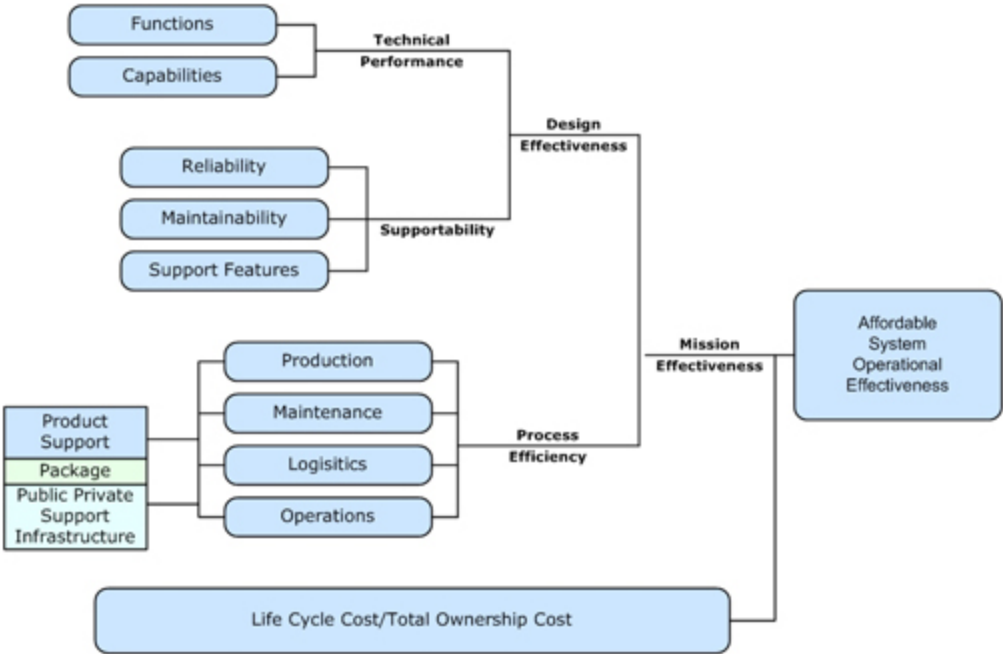 Functions
Capabilities
Technical
Performance
Design
Effectiveness
Reliability
Maintainability
Support Features
Supportability
Production
Maintenance
Logisitics
Operations
Product
Support
Package
Public Private
Support
Infrastructure
Process
Efficiency
Mission
Effectiveness
Affordable
System
Operational
Effectiveness
Life Cycle Cost/Total Ownership Cost